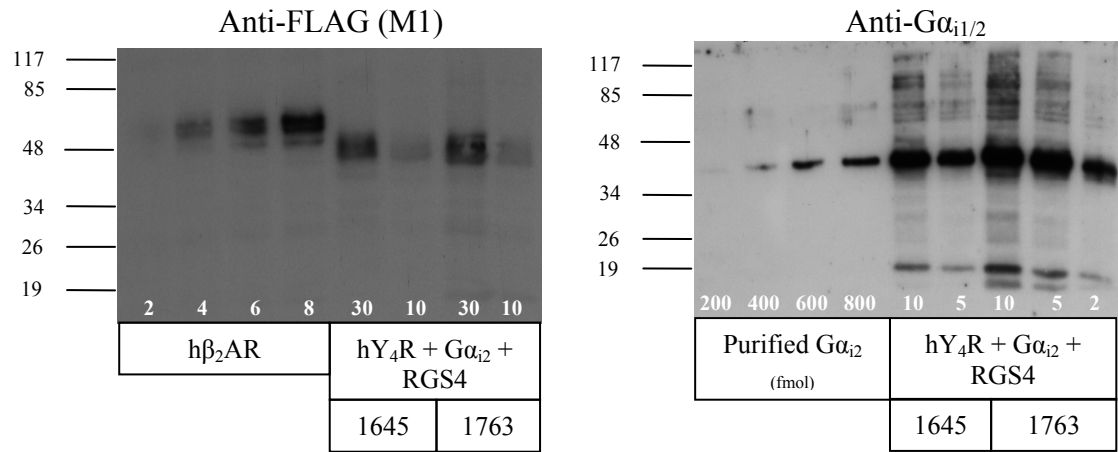 Anti-FLAG (M1)
117
85
48
34
26
19
2 4 6 8 30 10 30 10
hβ₂AR
hY₄R + Gαᵢ₂ +
RGS4
1645 1763
Anti-Gαᵢ₁/₂
117
85
48
34
26
19
200 400 600 800 10 5 10 5 2
Purified Gαᵢ₂
(fmol)
hY₄R + Gαᵢ₂ +
RGS4
1645 1763